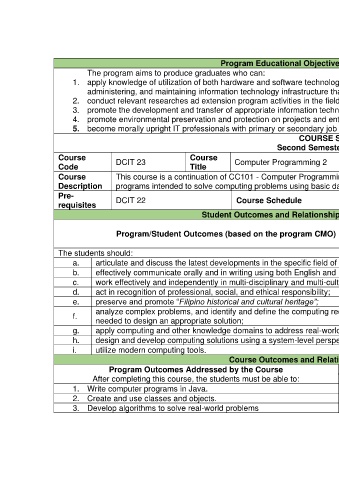 Program Educational Objective
The program aims to produce graduates who can:
1. apply knowledge of utilization of both hardware and software technolog
administering, and maintaining information technology infrastructure tha
2. conduct relevant researches ad extension program activities in the field
3. promote the development and transfer of appropriate information techn
4. promote environmental preservation and protection on projects and ent
5. become morally upright IT professionals with primary or secondary job
COURSE S
Second Semeste
Course Code DCIT 23 Course Title Computer Programming 2
Course Description This course is a continuation of CC101 - Computer Programmin
programs intended to solve computing problems using basic da
Pre-requisites DCIT 22 Course Schedule
Student Outcomes and Relationship
Program/Student Outcomes (based on the program CMO)
The students should:
a. articulate and discuss the latest developments in the specific field of
b. effectively communicate orally and in writing using both English and
c. work effectively and independently in multi-disciplinary and multi-cult
d. act in recognition of professional, social, and ethical responsibility;
e. preserve and promote "Filipino historical and cultural heritage";
f. analyze complex problems, and identify and define the computing re
needed to design an appropriate solution;
g. apply computing and other knowledge domains to address real-world
h. design and develop computing solutions using a system-level perspe
i. utilize modern computing tools.
Course Outcomes and Relati
Program Outcomes Addressed by the Course
After completing this course, the students must be able to:
1. Write computer programs in Java.
2. Create and use classes and objects.
3. Develop algorithms to solve real-world problems